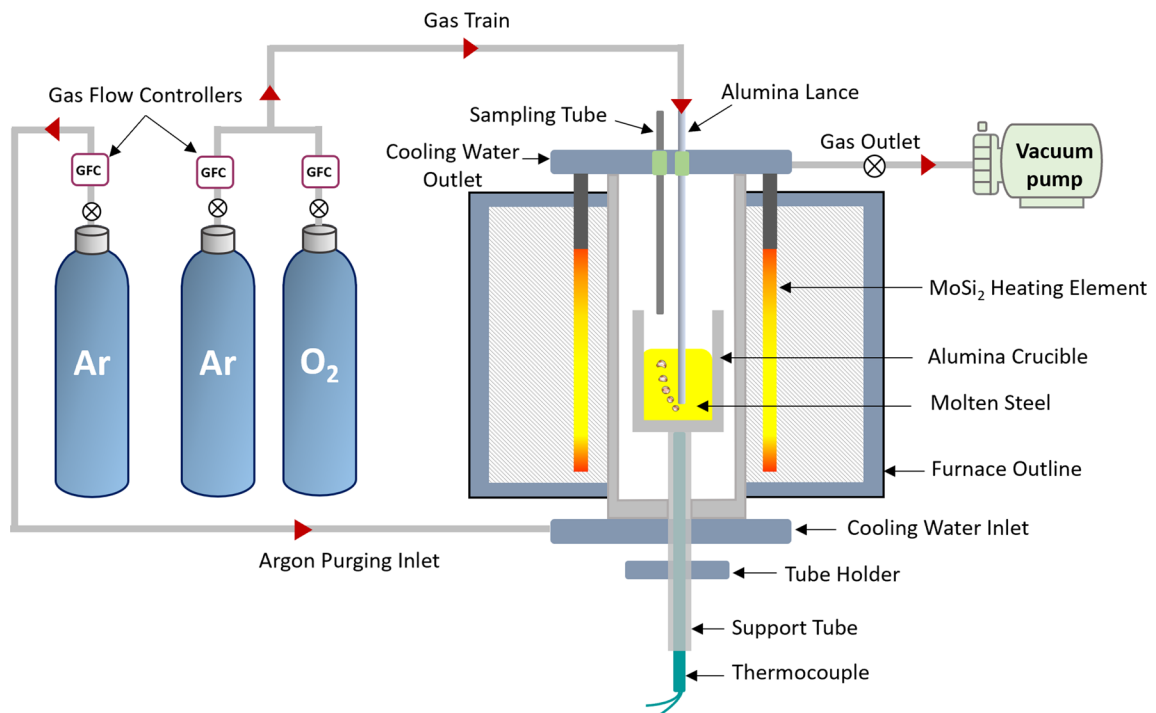 Gas Train
Gas Flow Controllers
Sampling Tube
Alumina Lance
Cooling Water
Outlet
Gas Outlet
Vacuum
pump
GFC
GFC
GFC
MoSi₂ Heating Element
Alumina Crucible
Ar
Ar
O₂
Molten Steel
Furnace Outline
Cooling Water Inlet
Argon Purging Inlet
Tube Holder
Support Tube
Thermocouple